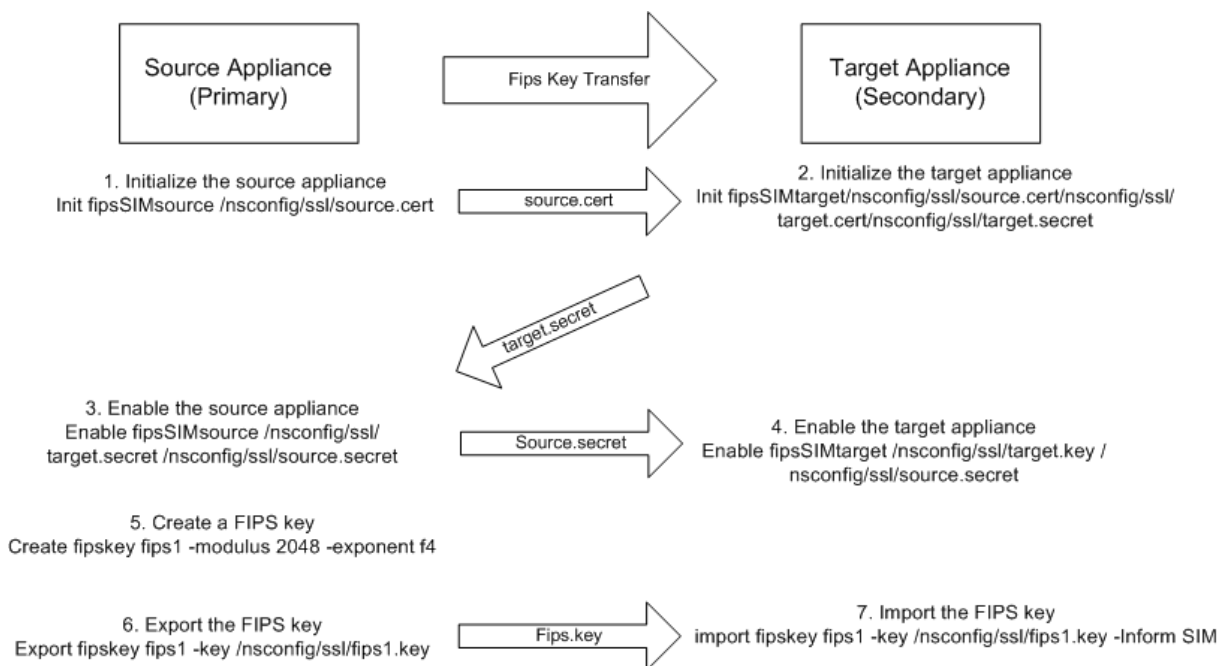 Source Appliance
(Primary)
Fips Key Transfer
Target Appliance
(Secondary)
1. Initialize the source appliance
Init fipsSIMsource /nsconfig/ssl/source.cert
source.cert
2. Initialize the target appliance
Init fipsSIMtarget/nsconfig/ssl/source.cert/nsconfig/ssl/
target.cert/nsconfig/ssl/target.secret
target.secret
3. Enable the source appliance
Enable fipsSIMsource /nsconfig/ssl/
target.secret /nsconfig/ssl/source.secret
Source.secret
4. Enable the target appliance
Enable fipsSIMtarget /nsconfig/ssl/target.key /
nsconfig/ssl/source.secret
5. Create a FIPS key
Create fipskey fips1 -modulus 2048 -exponent f4
6. Export the FIPS key
Export fipskey fips1 -key /nsconfig/ssl/fips1.key
Fips.key
7. Import the FIPS key
import fipskey fips1 -key /nsconfig/ssl/fips1.key -Inform SIM